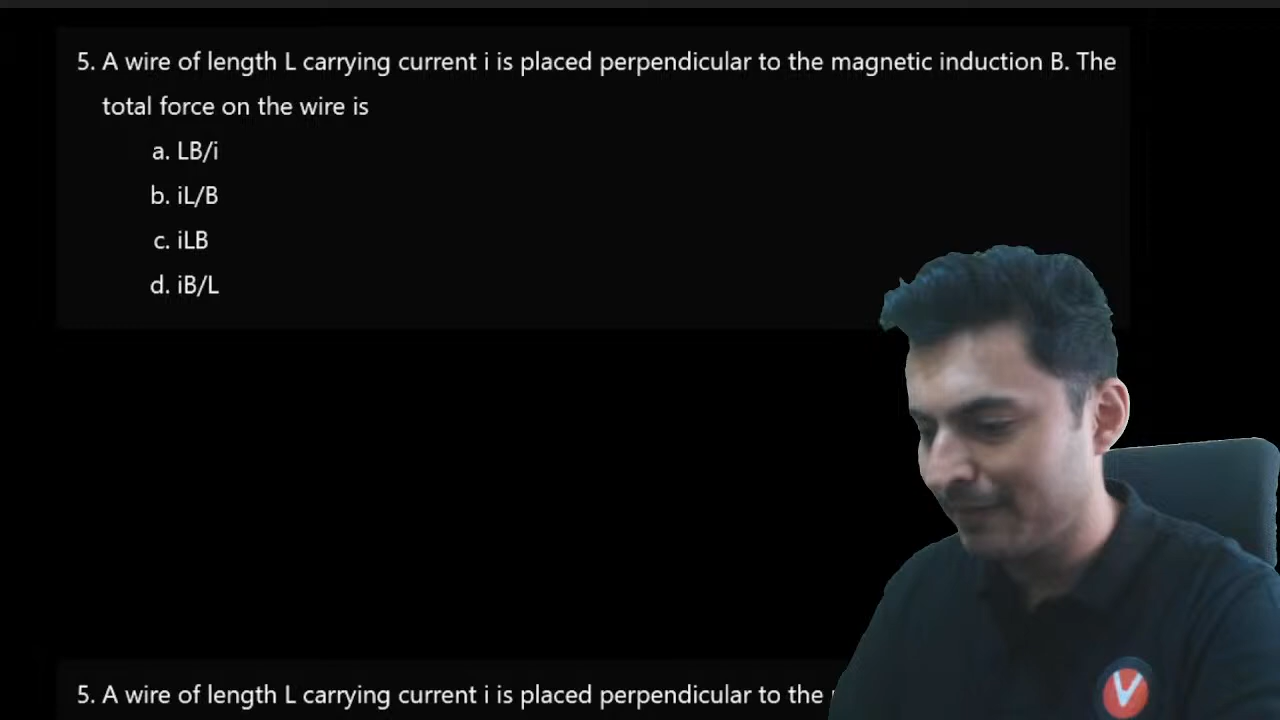 5. A wire of length L carrying current i is placed perpendicular to the magnetic induction B. The
total force on the wire is
a. LB/i
b. iL/B
c. iLB
d. iB/L
5. A wire of length L carrying current i is placed perpendicular to the
V